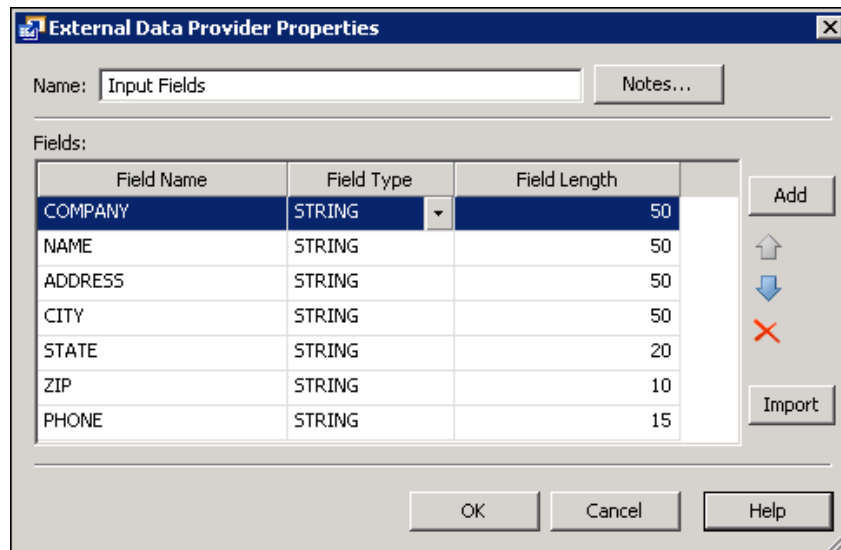 External Data Provider Properties
Name: Input Fields Notes...
Fields:
Field Name Field Type Field Length
Add
COMPANY STRING 50
NAME STRING 50
ADDRESS STRING 50
CITY STRING 50
STATE STRING 20
ZIP STRING 10
Import
PHONE STRING 15
OK Cancel Help